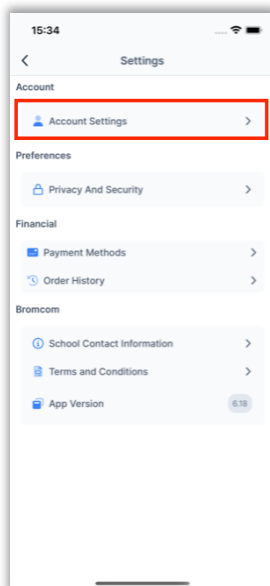 15:34
Settings
Account
Account Settings
Preferences
Privacy And Security
Financial
Payment Methods
Order History
Bromcom
School Contact Information
Terms and Conditions
App Version 6.18